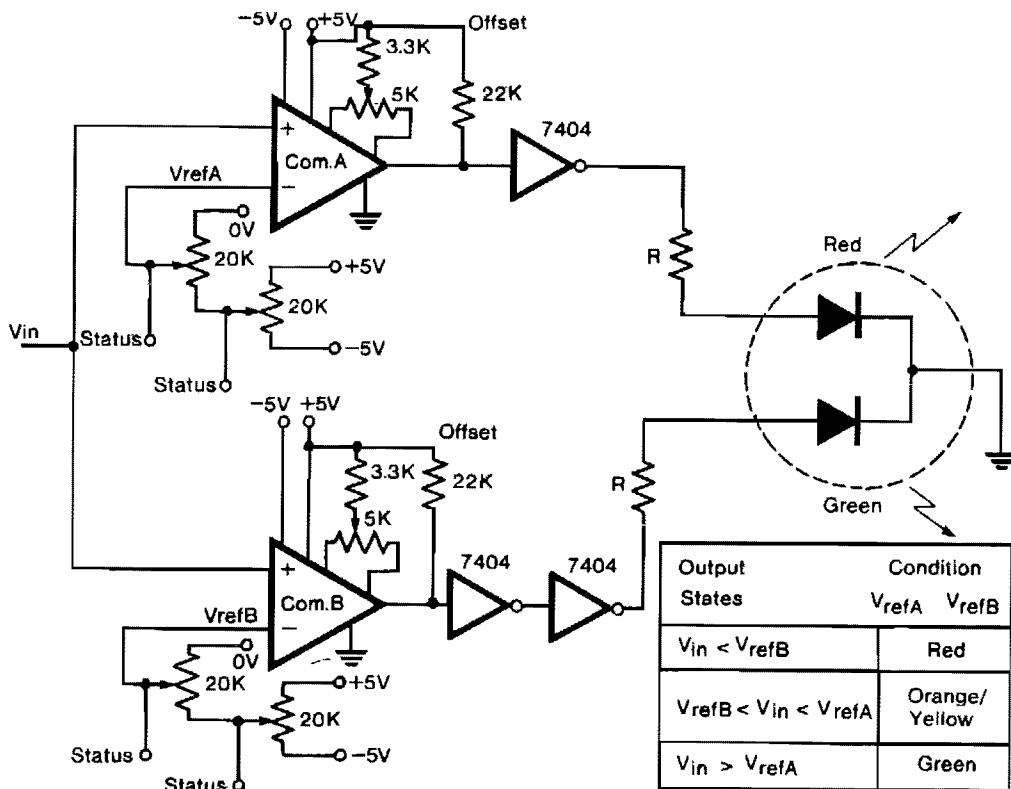 −5V
+5V
Offset
3.3K
5K
22K
7404
+
Com.A
VrefA
−
0V
20K
+5V
20K
−5V
Status
Status
Vin
R
Red
Green
−5V
+5V
Offset
3.3K
22K
5K
7404
7404
R
+
Com.B
VrefB
−
0V
20K
+5V
20K
−5V
Status
Status
Output States
Condition
VrefA VrefB
Vin < VrefB
Red
VrefB < Vin < VrefA
Orange/
Yellow
Vin > VrefA
Green